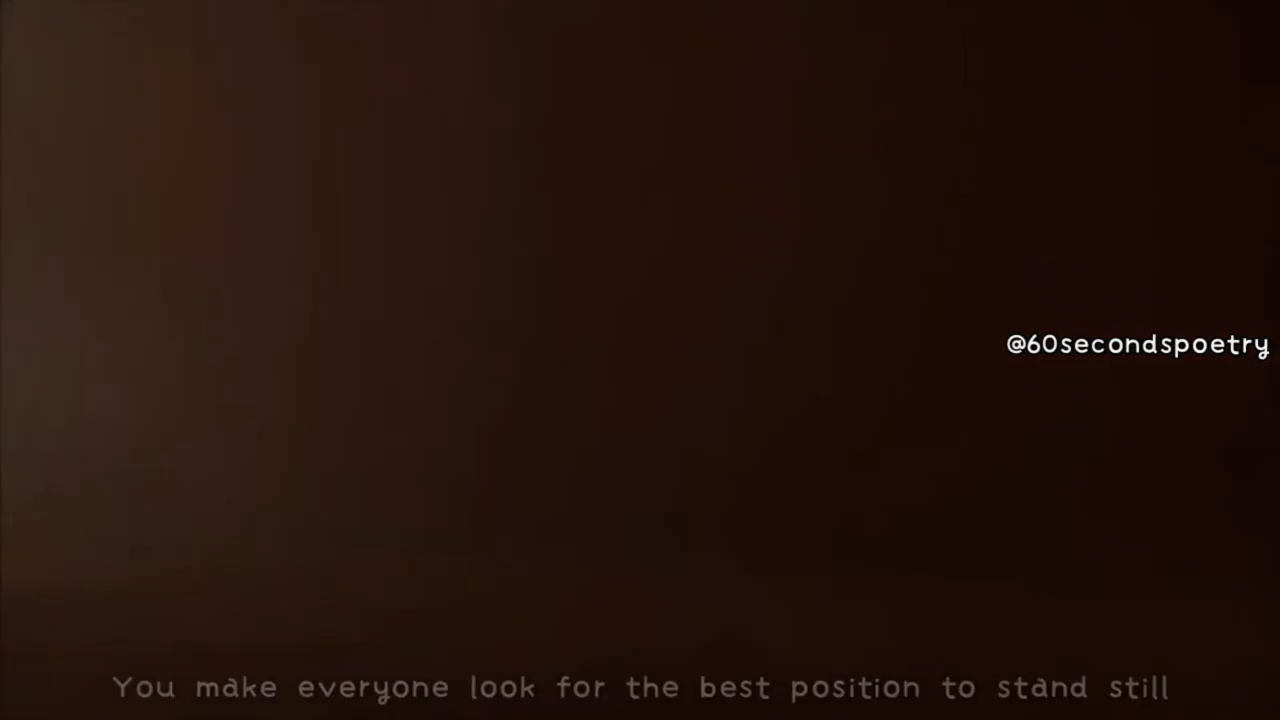 @60secondspoetry
You make everyone look for the best position to stand still